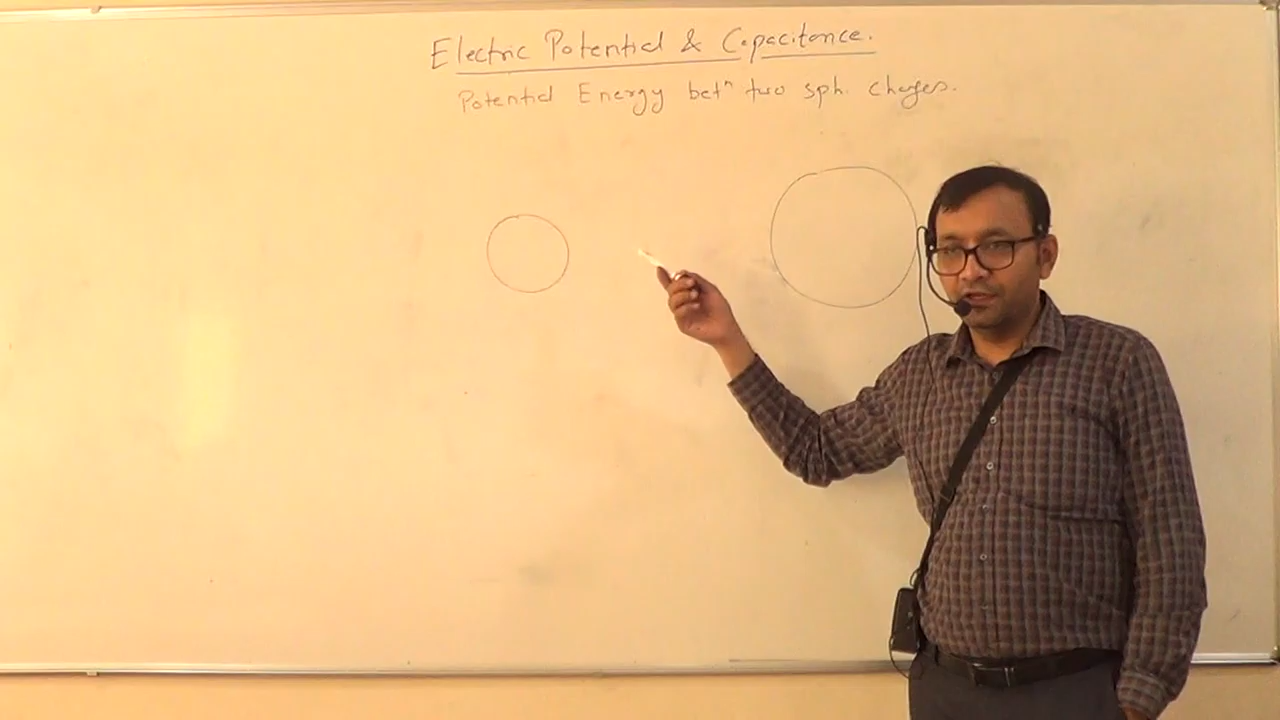 Electric Potential & Capacitance.
Potential Energy betⁿ two sph. charges.